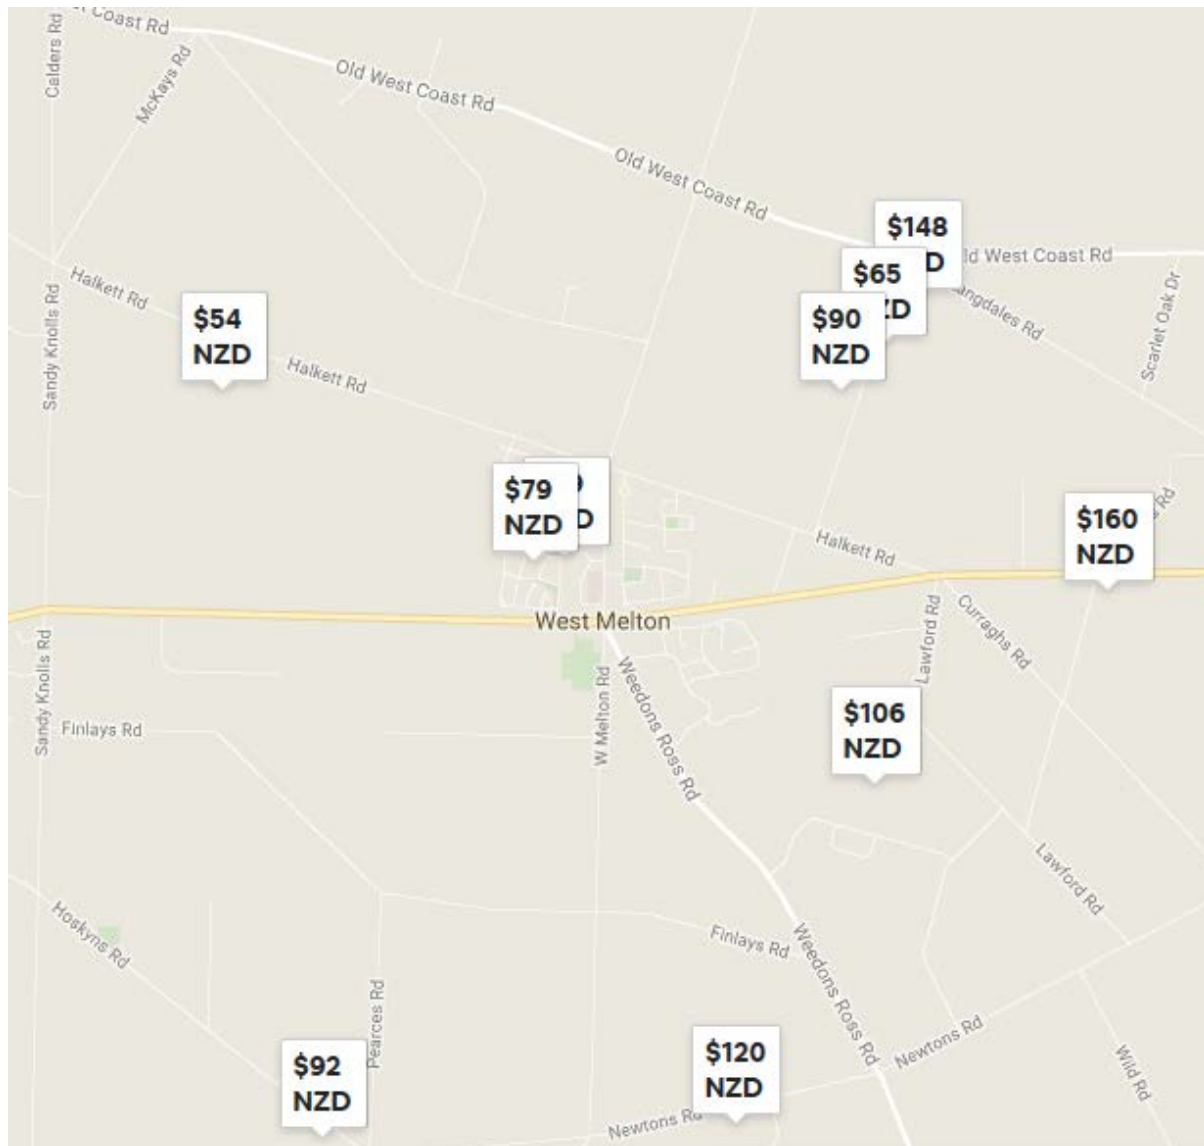 Coast Rd
Calders Rd
McKays Rd
Old West Coast Rd
Old West Coast Rd
$148
Old West Coast Rd
$65
$90
NZD
Langdales Rd
Scarlet Oak Dr
Halkett Rd
$54
NZD
Sandy Knolls Rd
Halkett Rd
$79
NZD
$160
NZD
Rd
Halkett Rd
West Melton
Lawford Rd
Curraghs Rd
Sandy Knolls Rd
Finlays Rd
W Melton Rd
Weedons Ross Rd
$106
NZD
Lawford Rd
Hoskyns Rd
Finlays Rd
Weedons Ross Rd
Pearces Rd
$92
NZD
$120
NZD
Newtons Rd
Newtons Rd
Wild Rd